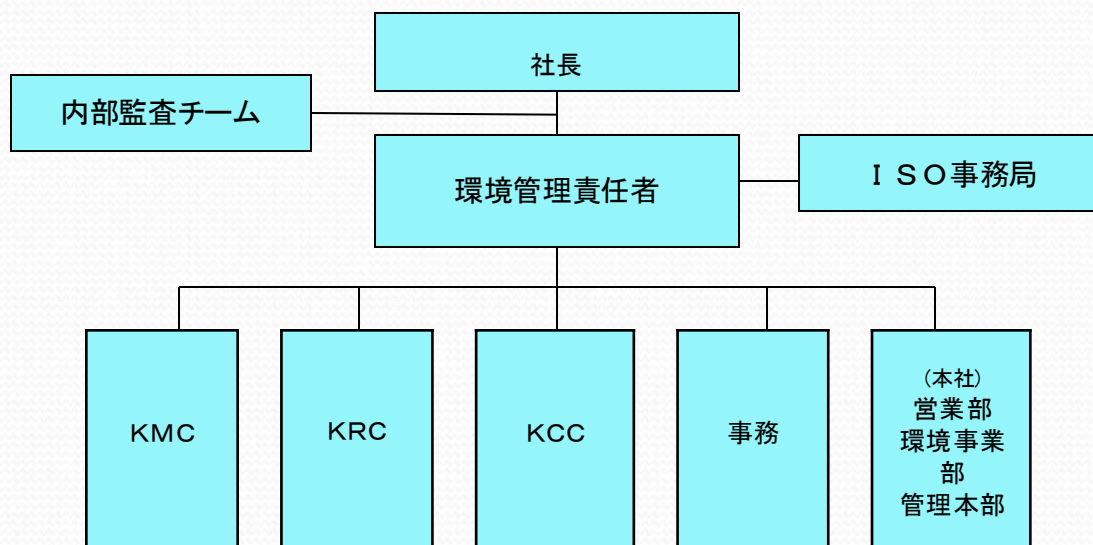 社長
内部監査チーム
環境管理責任者
ＩＳＯ事務局
ＫＭＣ
ＫＲＣ
ＫＣＣ
事務
（本社）
営業部
環境事業
部
管理本部